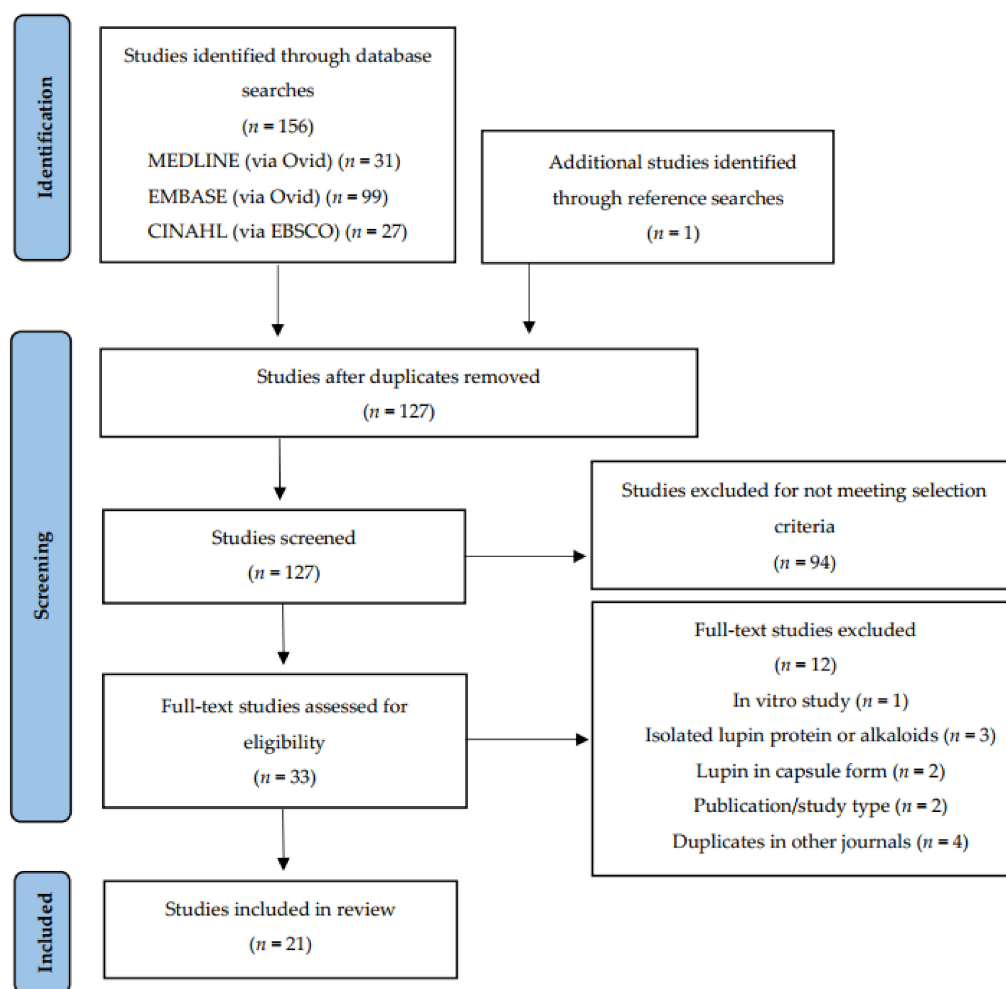 Identification
Studies identified through database
searches
(n = 156)
MEDLINE (via Ovid) (n = 31)
EMBASE (via Ovid) (n = 99)
CINAHL (via EBSCO) (n = 27)
Additional studies identified
through reference searches
(n = 1)
Screening
Studies after duplicates removed
(n = 127)
Studies screened
(n = 127)
Studies excluded for not meeting selection
criteria
(n = 94)
Full-text studies assessed for
eligibility
(n = 33)
Full-text studies excluded
(n = 12)
In vitro study (n = 1)
Isolated lupin protein or alkaloids (n = 3)
Lupin in capsule form (n = 2)
Publication/study type (n = 2)
Duplicates in other journals (n = 4)
Included
Studies included in review
(n = 21)